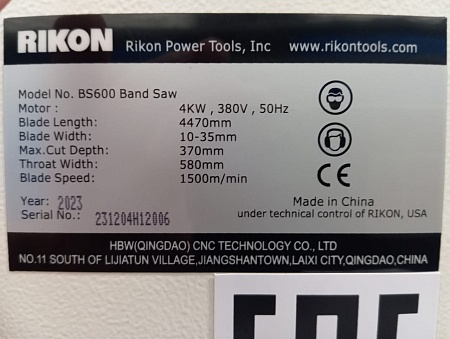 RIKON Rikon Power Tools, Inc www.rikontools.com
Model No. BS600 Band Saw
Motor : 4KW , 380V , 50Hz
Blade Length: 4470mm
Blade Width: 10-35mm
Max.Cut Depth: 370mm
Throat Width: 580mm
Blade Speed: 1500m/min
CE
Year: 2023
Serial No.: 231204H12006
Made in China
under technical control of RIKON, USA
HBW(QINGDAO) CNC TECHNOLOGY CO., LTD
NO.11 SOUTH OF LIJIATUN VILLAGE,JIANGSHANTOWN,LAIXI CITY,QINGDAO,CHINA